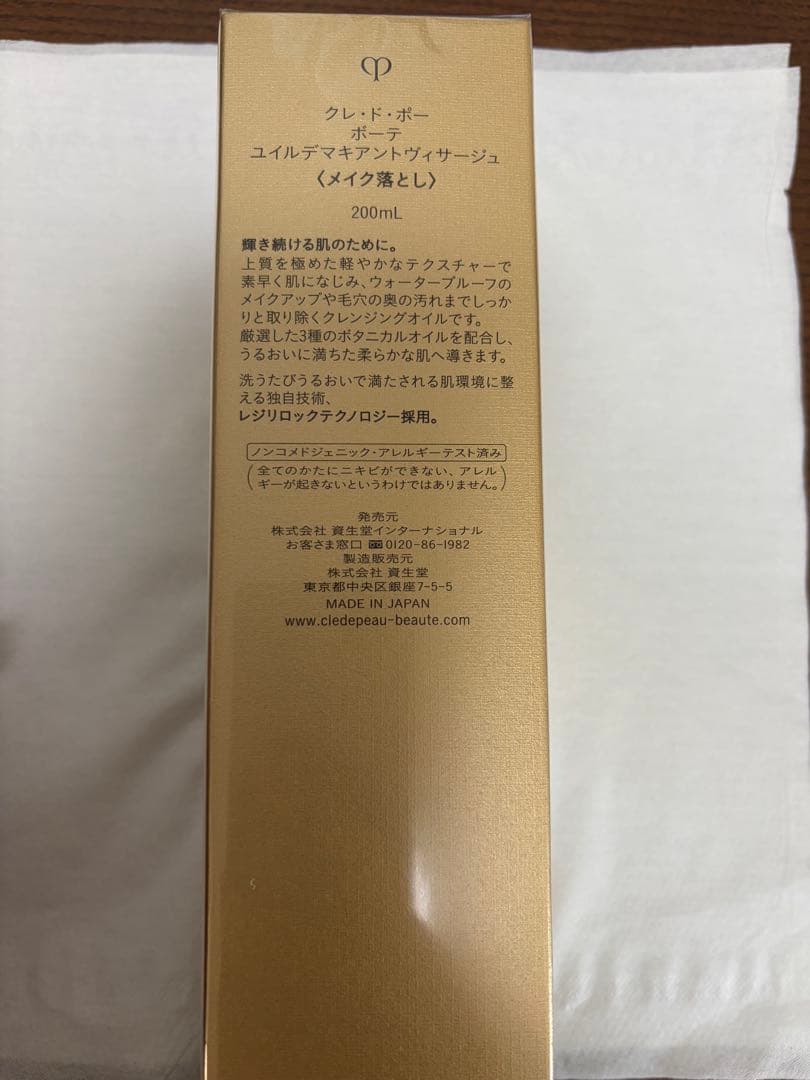 クレ・ド・ポー
ボーテ
ユイルデマキアントヴィサージュ
〈メイク落とし〉
200mL
輝き続ける肌のために。
上質を極めた軽やかなテクスチャーで
素早く肌になじみ、ウォータープルーフの
メイクアップや毛穴の奥の汚れまでしっか
りと取り除くクレンジングオイルです。
厳選した3種のボタニカルオイルを配合し、
うるおいに満ちた柔らかな肌へ導きます。
洗うたびうるおいで満たされる肌環境に整
える独自技術、
レジリロックテクノロジー採用。
ノンコメドジェニック・アレルギーテスト済み
(全てのかたにニキビができない、アレル
ギーが起きないというわけではありません。)
発売元
株式会社 資生堂インターナショナル
お客さま窓口 0120-86-1982
製造販売元
株式会社 資生堂
東京都中央区銀座7-5-5
MADE IN JAPAN
www.cledepeau-beaute.com